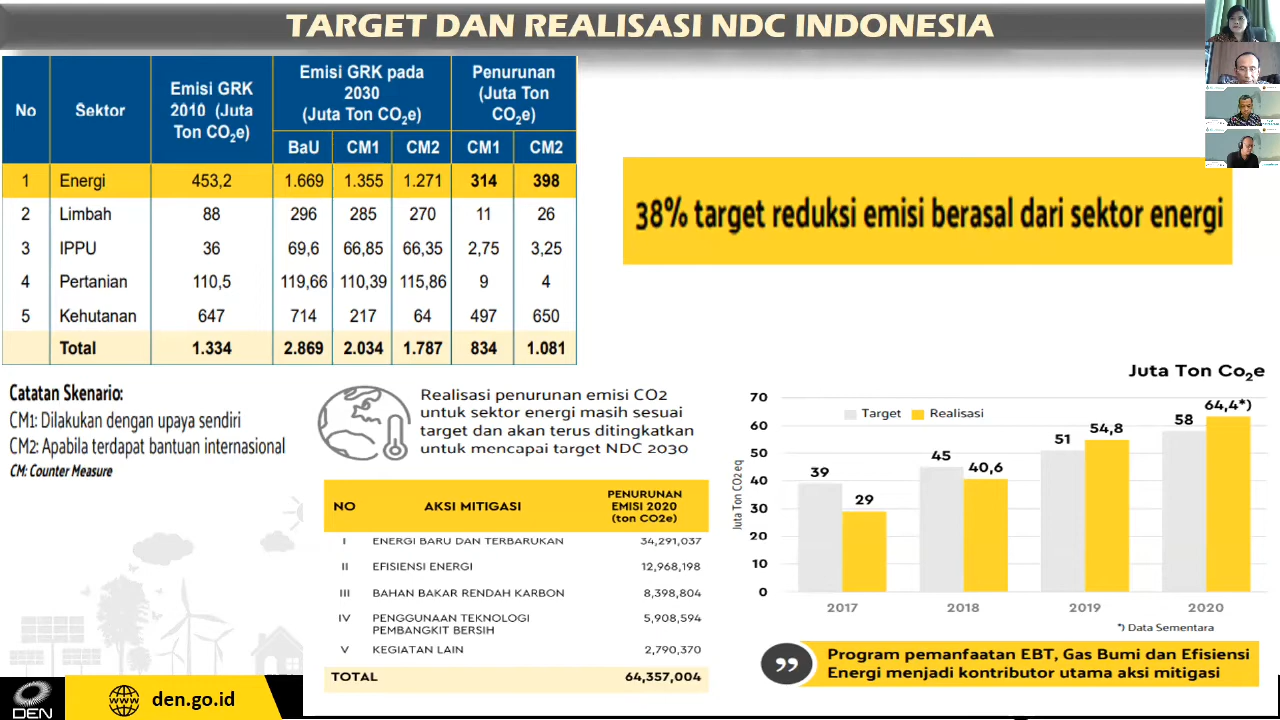 TARGET DAN REALISASI NDC INDONESIA
No
Sektor
Emisi GRK
2010 (Juta
Ton CO2e)
Emisi GRK pada
2030
(Juta Ton CO2e)
Penurunan
(Juta Ton
CO2e)
BaU CM1 CM2 CM1 CM2
1 Energi 453,2 1.669 1.355 1.271 314 398
2 Limbah 88 296 285 270 11 26
3 IPPU 36 69,6 66,85 66,35 2,75 3,25
4 Pertanian 110,5 119,66 110,39 115,86 9 4
5 Kehutanan 647 714 217 64 497 650
Total 1.334 2.869 2.034 1.787 834 1.081
38% target reduksi emisi berasal dari sektor energi
Catatan Skenario:
CM1: Dilakukan dengan upaya sendiri
CM2: Apabila terdapat bantuan internasional
CM: Counter Measure
Realisasi penurunan emisi CO2
untuk sektor energi masih sesuai
target dan akan terus ditingkatkan
untuk mencapai target NDC 2030
NO AKSI MITIGASI
PENURUNAN
EMISI 2020
(ton CO2e)
I ENERGI BARU DAN TERBARUKAN 34,291,037
II EFISIENSI ENERGI 12,968,198
III BAHAN BAKAR RENDAH KARBON 8,398,804
IV PENGGUNAAN TEKNOLOGI
PEMBANGKIT BERSIH 5,908,594
V KEGIATAN LAIN 2,790,370
TOTAL 64,357,004
Juta Ton Co2e
Target Realisasi
Juta Ton CO2 eq
70
60
50
40
30
20
10
0
39 29
45 40,6
51 54,8
58 64,4*)
2017 2018 2019 2020
*) Data Sementara
Program pemanfaatan EBT, Gas Bumi dan Efisiensi
Energi menjadi kontributor utama aksi mitigasi
DEN
www
den.go.id